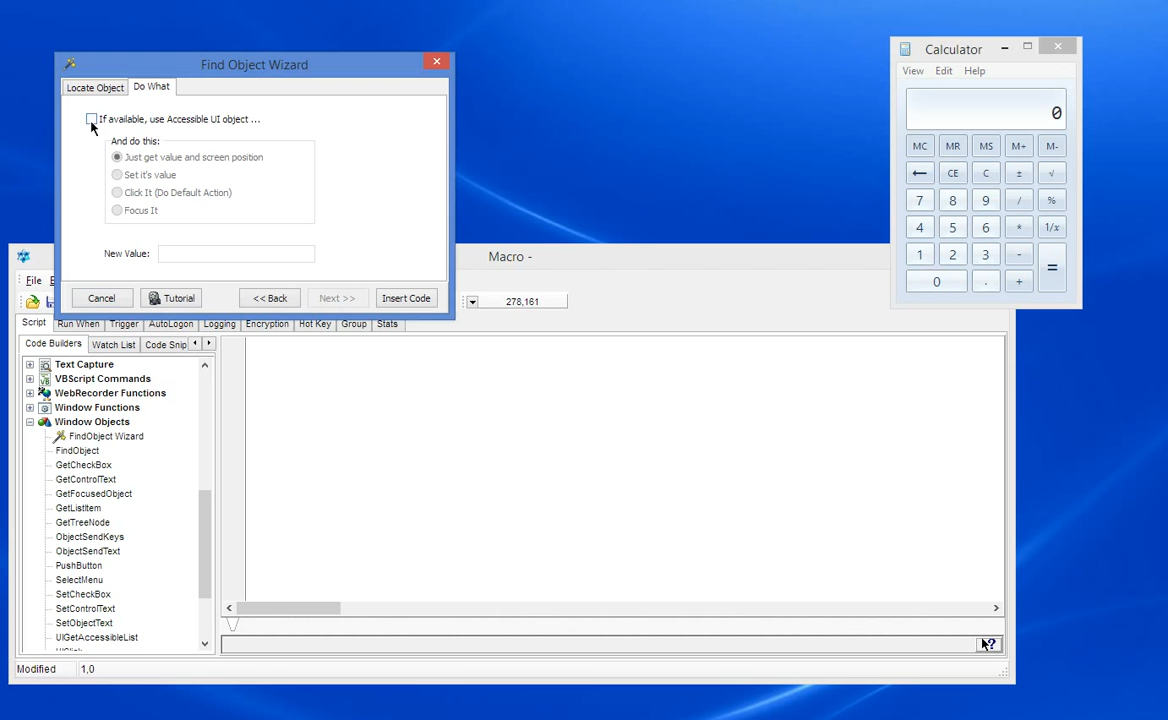 Find Object Wizard
Locate Object
Do What
If available, use Accessible UI object ...
And do this:
Just get value and screen position
Set it's value
Click It (Do Default Action)
Focus It
New Value:
Cancel
Tutorial
<< Back
Next >>
Insert Code
Calculator
View Edit Help
0
MC MR MS M+ M-
← CE C ± √
7 8 9 / %
4 5 6 * 1/x
1 2 3 - =
0 . +
Macro -
File
278,161
Script Run When Trigger AutoLogon Logging Encryption Hot Key Group Stats
Code Builders Watch List Code Snip
Text Capture
VBScript Commands
WebRecorder Functions
Window Functions
Window Objects
FindObject Wizard
FindObject
GetCheckBox
GetControlText
GetFocusedObject
GetListItem
GetTreeNode
ObjectSendKeys
ObjectSendText
PushButton
SelectMenu
SetCheckBox
SetControlText
SetObjectText
UIGetAccessibleList
?
Modified 1,0